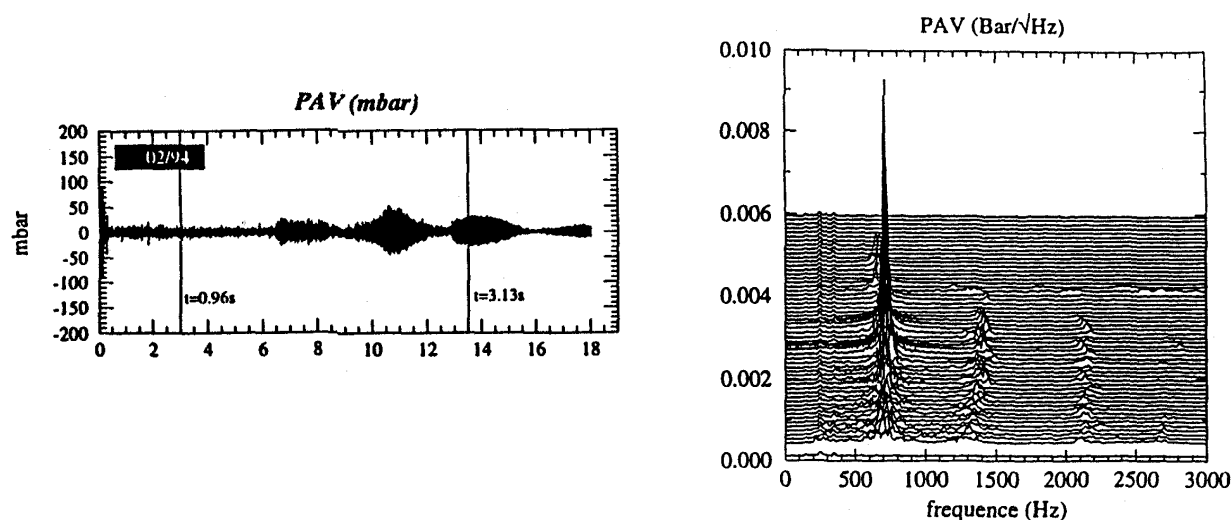 PAV (mbar)
200
150
100
50
0
-50
-100
-150
-200
mbar
02/94
t=0.96s
t=3.13s
0 2 4 6 8 10 12 14 16 18
PAV (Bar/√Hz)
0.010
0.008
0.006
0.004
0.002
0.000
0 500 1000 1500 2000 2500 3000
frequence (Hz)